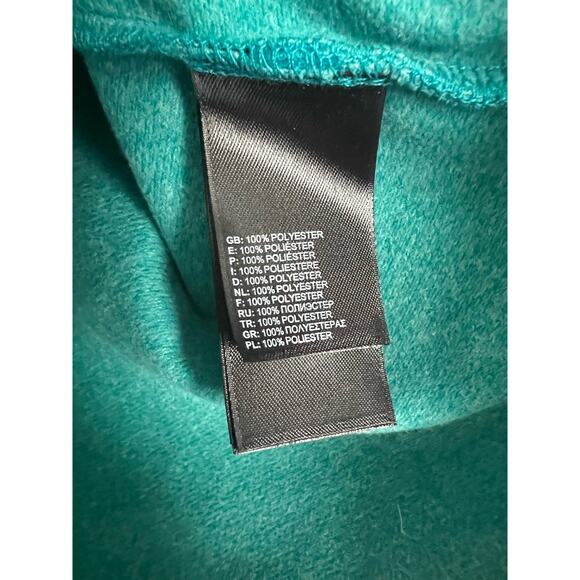 GB: 100% POLYESTER
E: 100% POLIÉSTER
P: 100% POLIÉSTER
I: 100% POLIESTERE
D: 100% POLYESTER
NL: 100% POLYESTER
F: 100% POLYESTER
RU: 100% ПОЛИЭСТЕР
TR: 100% POLYESTER
GR: 100% ΠΟΛΥΕΣΤΕΡΑΣ
PL: 100% POLIESTER